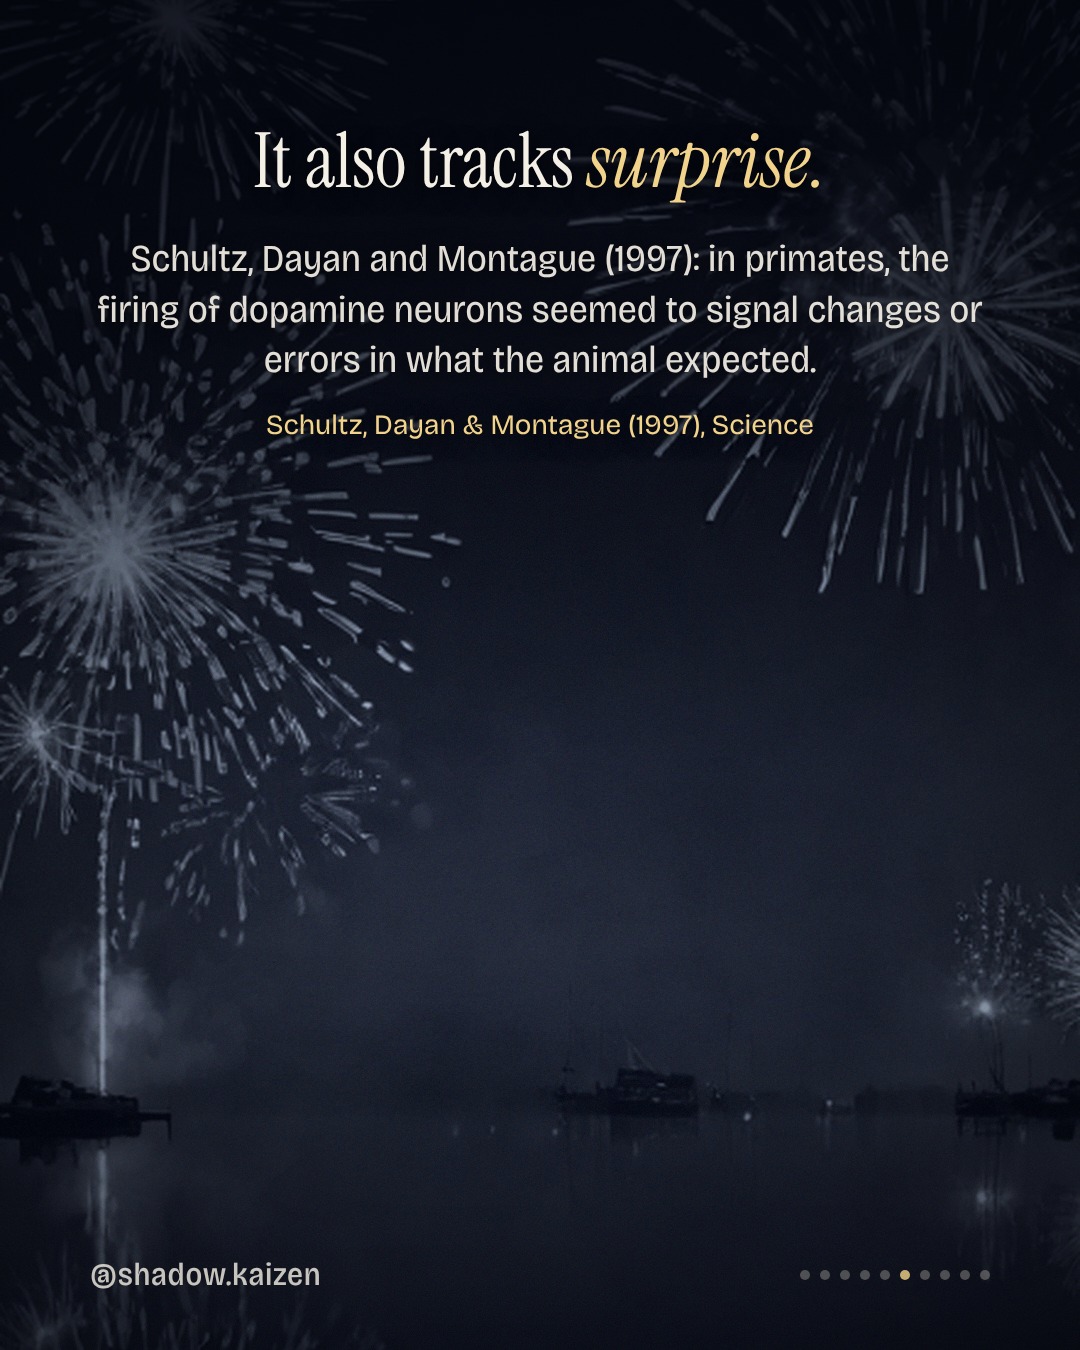 It also tracks surprise.
Schultz, Dayan and Montague (1997): in primates, the
firing of dopamine neurons seemed to signal changes or
errors in what the animal expected.
Schultz, Dayan & Montague (1997), Science
@shadow.kaizen